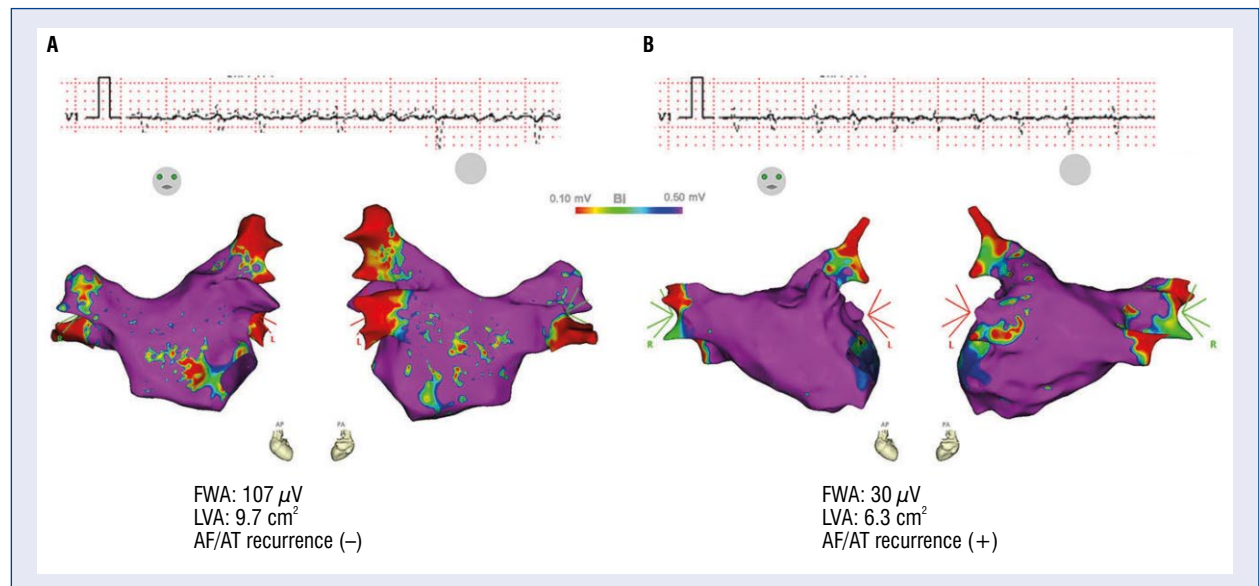 A
B
V1
V1
0.10 mV BI 0.50 mV
R
L
L
R
R
L
L
R
AP
PA
AP
PA
FWA: 107 µV
LVA: 9.7 cm²
AF/AT recurrence (–)
FWA: 30 µV
LVA: 6.3 cm²
AF/AT recurrence (+)